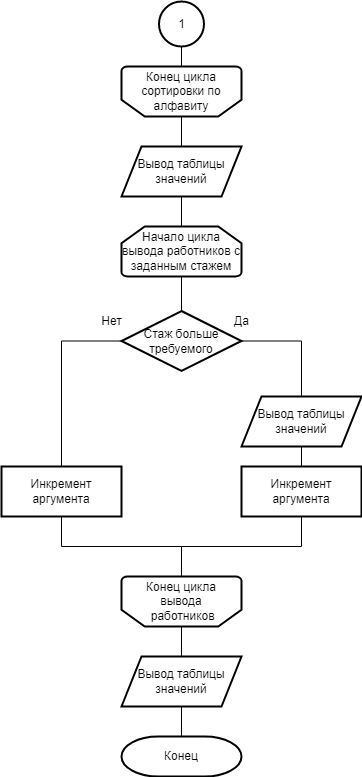 1
Конец цикла
сортировки по
алфавиту
Вывод таблицы
значений
Начало цикла
вывода работников с
заданным стажем
Нет
Да
Стаж больше
требуемого
Вывод таблицы
значений
Инкремент
аргумента
Инкремент
аргумента
Конец цикла
вывода
работников
Вывод таблицы
значений
Конец